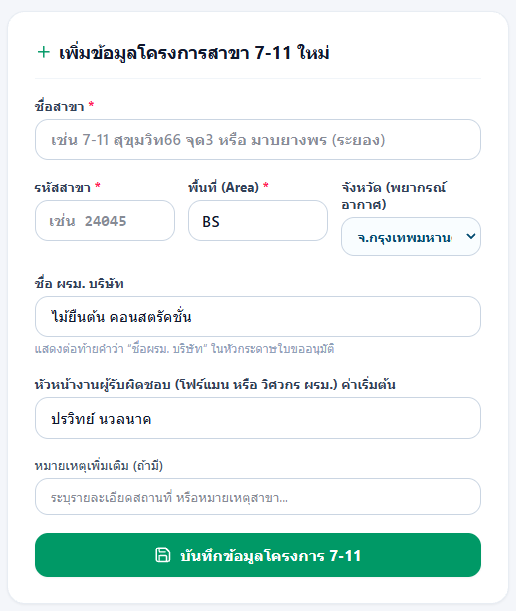 + เพิ่มข้อมูลโครงการสาขา 7-11 ใหม่
ชื่อสาขา *
เช่น 7-11 สุขุมวิท66 จุด3 หรือ มาบยางพร (ระยอง)
รหัสสาขา *
เช่น 24045
พื้นที่ (Area) *
BS
จังหวัด (พยากรณ์
อากาศ)
จ.กรุงเทพมหาน
ชื่อ ผรม. บริษัท
ไม้ยืนต้น คอนสตรัคชั่น
แสดงต่อท้ายคำว่า "ชื่อผรม. บริษัท" ในหัวกระดาษใบขออนุมัติ
หัวหน้างานผู้รับผิดชอบ (โฟร์แมน หรือ วิศวกร ผรม.) ค่าเริ่มต้น
ปรวิทย์ นวลนาค
หมายเหตุเพิ่มเติม (ถ้ามี)
ระบุรายละเอียดสถานที่ หรือหมายเหตุสาขา...
บันทึกข้อมูลโครงการ 7-11